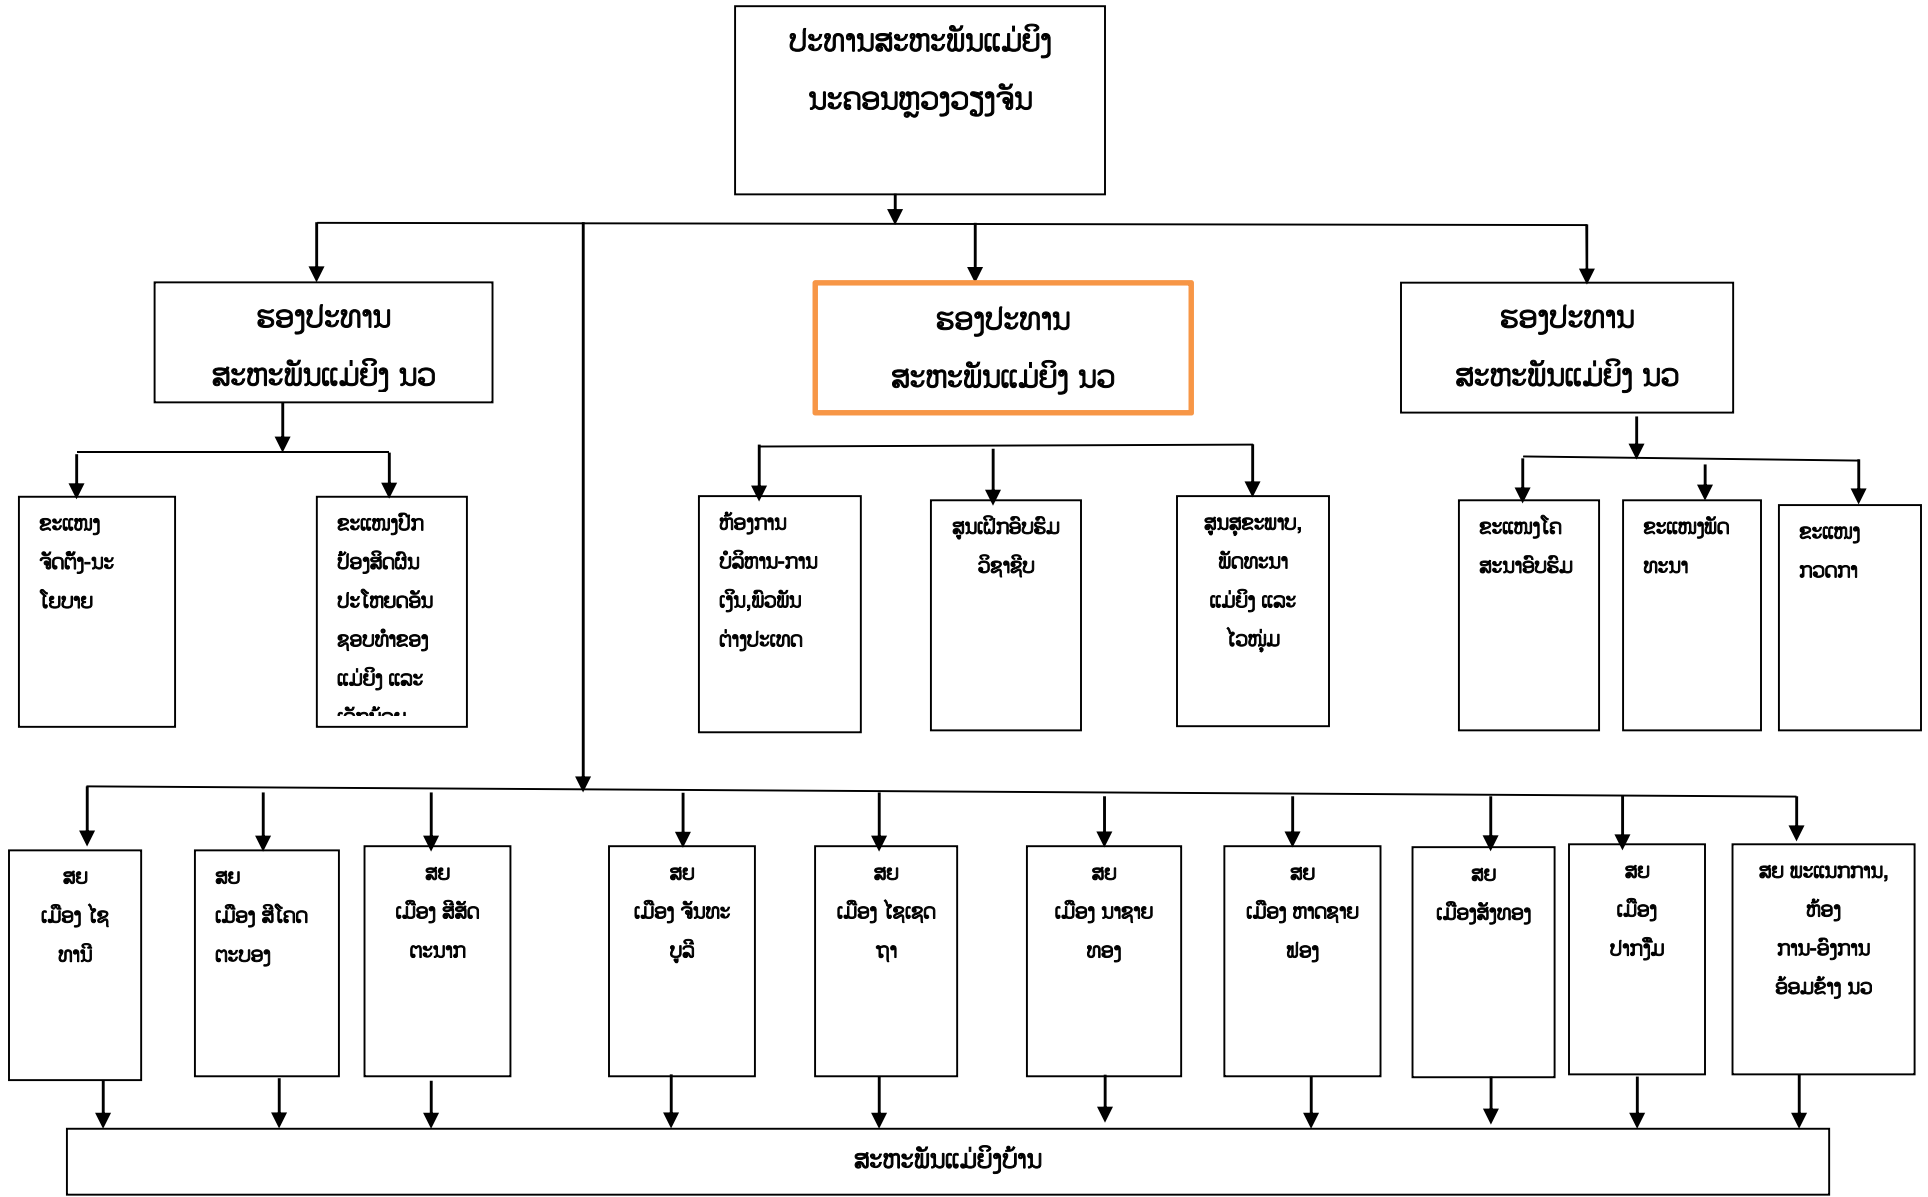 ປະທານສະຫະພັນແມ່ຍິງ
ນະຄອນຫຼວງວຽງຈັນ
ຮອງປະທານ
ສະຫະພັນແມ່ຍິງ ນວ
ຮອງປະທານ
ສະຫະພັນແມ່ຍິງ ນວ
ຮອງປະທານ
ສະຫະພັນແມ່ຍິງ ນວ
ຂະແໜງ
ຈັດຕັ້ງ-ນະ
ໂຍບາຍ
ຂະແໜງປົກ
ປ້ອງສິດຜົນ
ປະໂຫຍດອັນ
ຊອບທຳຂອງ
ແມ່ຍິງ ແລະ
ຫ້ອງການ
ບໍລິຫານ-ການ
ເງິນ,ພົວພັນ
ຕ່າງປະເທດ
ສູນເຝິກອົບຮົມ
ວິຊາຊີບ
ສູນສຸຂະພາບ,
ພັດທະນາ
ແມ່ຍິງ ແລະ
ໄວໜຸ່ມ
ຂະແໜງໂຄ
ສະນາອົບຮົມ
ຂະແໜງພັດ
ທະນາ
ຂະແໜງ
ກວດກາ
ສຍ
ເມືອງ ໄຊ
ທານີ
ສຍ
ເມືອງ ສີໂຄດ
ຕະບອງ
ສຍ
ເມືອງ ສີສັດ
ຕະນາກ
ສຍ
ເມືອງ ຈັນທະ
ບູລີ
ສຍ
ເມືອງ ໄຊເຊດ
ຖາ
ສຍ
ເມືອງ ນາຊາຍ
ທອງ
ສຍ
ເມືອງ ຫາດຊາຍ
ຟອງ
ສຍ
ເມືອງສັງທອງ
ສຍ
ເມືອງ
ປາກງື່ມ
ສຍ ພະແນກການ,
ຫ້ອງ
ການ-ອົງການ
ອ້ອມຂ້າງ ນວ
ສະຫະພັນແມ່ຍິງບ້ານ